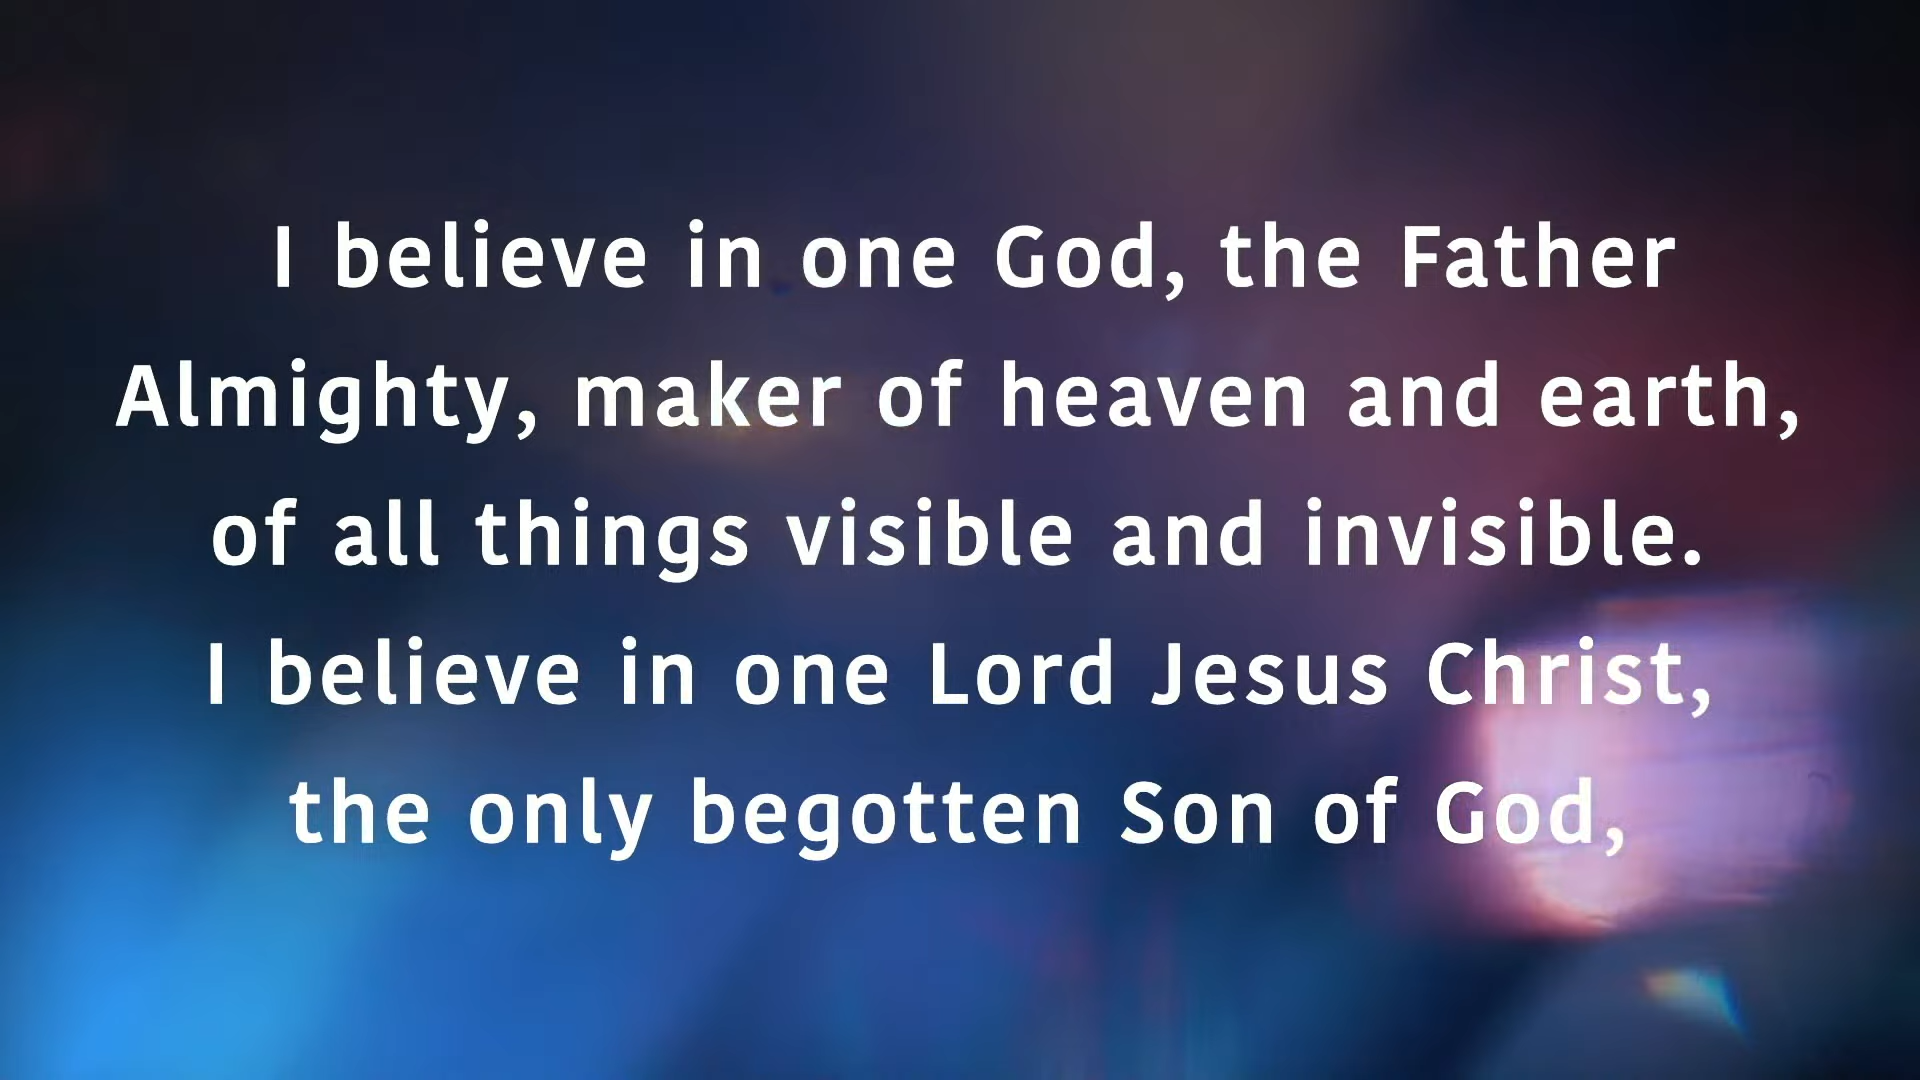 I believe in one God, the Father
Almighty, maker of heaven and earth,
of all things visible and invisible.
I believe in one Lord Jesus Christ,
the only begotten Son of God,